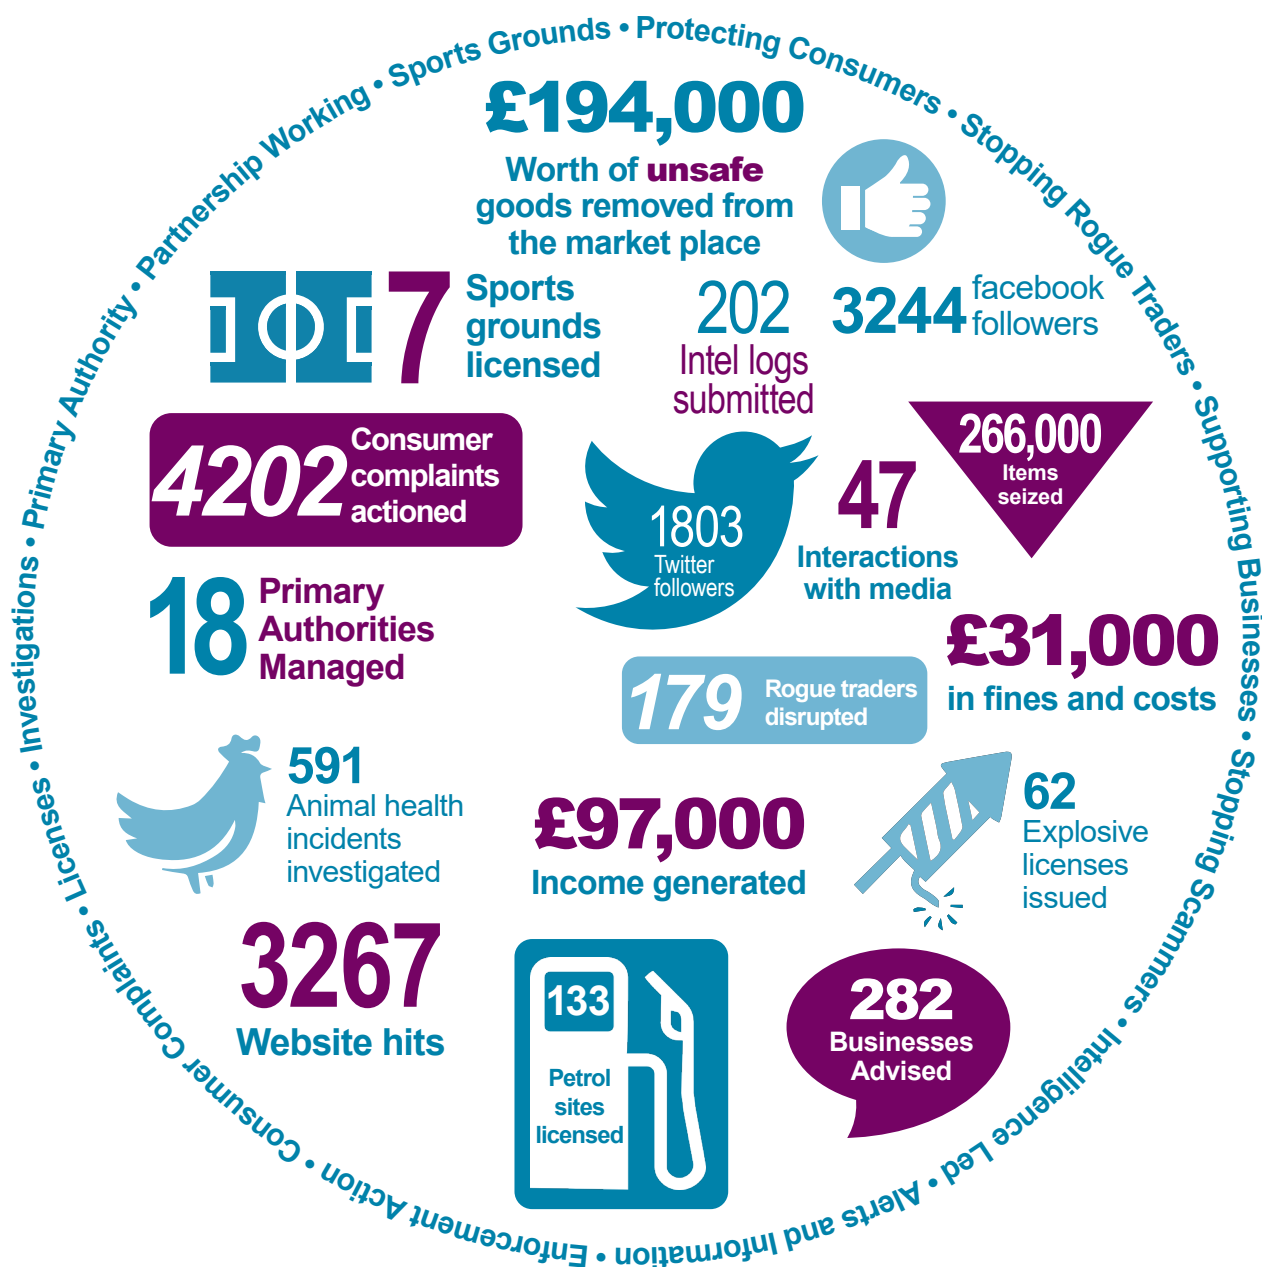 Sports Grounds • Protecting Consumers • Stopping Rogue Traders • Supporting Businesses • Stopping Scammers • Intelligence Led • Alerts and Information • Enforcement Action • Consumer Complaints • Licenses • Investigations • Primary Authority • Partnership Working •
£194,000
Worth of unsafe
goods removed from
the market place
7
Sports
grounds
licensed
202
Intel logs
submitted
3244
facebook
followers
4202
Consumer
complaints
actioned
1803
Twitter
followers
47
Interactions
with media
266,000
Items
seized
18
Primary
Authorities
Managed
179
Rogue traders
disrupted
£31,000
in fines and costs
591
Animal health
incidents
investigated
£97,000
Income generated
62
Explosive
licenses
issued
3267
Website hits
133
Petrol
sites
licensed
282
Businesses
Advised